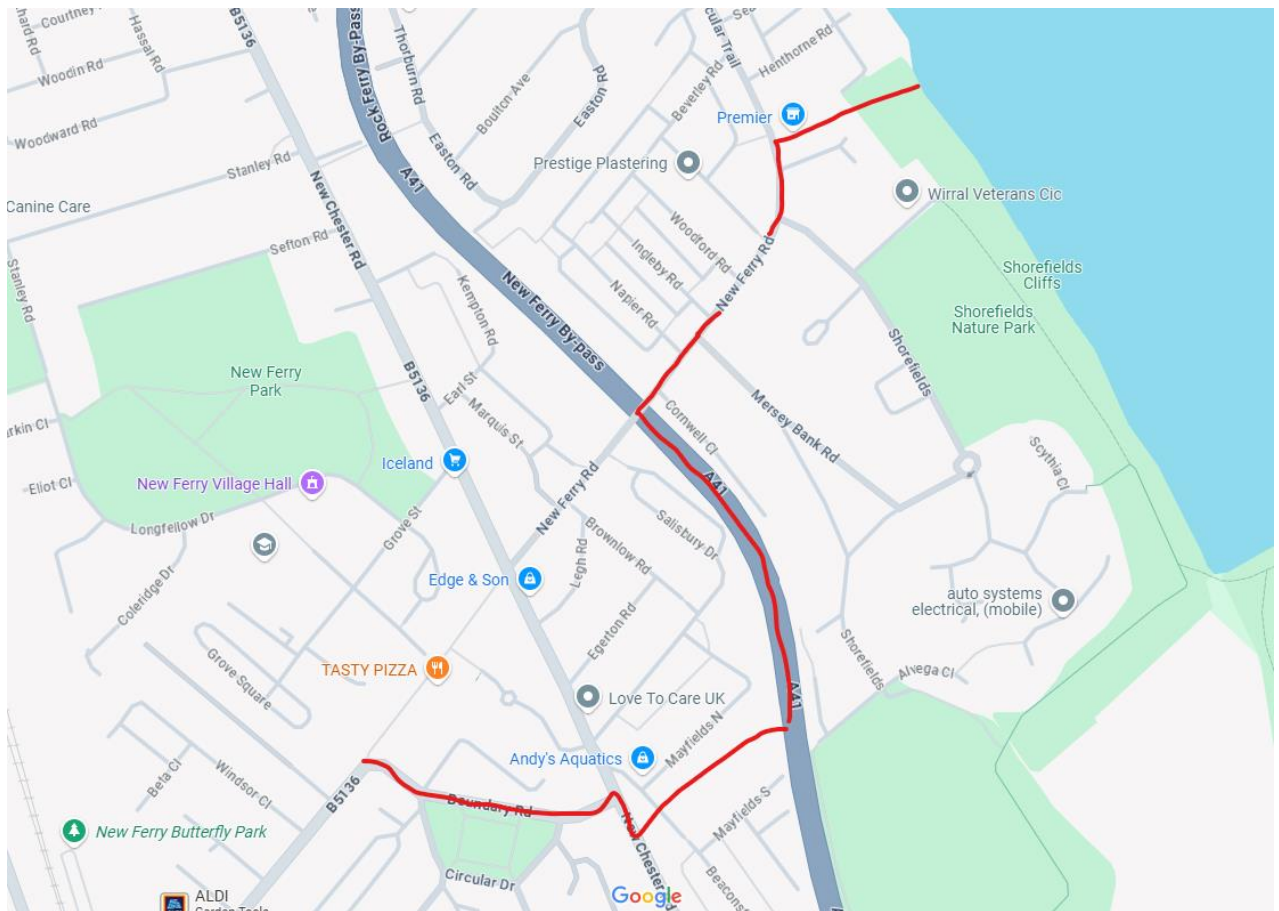 Courtney
Hassal Rd
B5136
Rock Ferry By-Pass
Thorburn Rd
Boulton Ave
Easton Rd
Beverley Rd
Henthorne Rd
Woodin Rd
Woodward Rd
Stanley Rd
A41
Easton Rd
Premier
Prestige Plastering
Wirral Veterans Cic
Canine Care
New Chester Rd
Sefton Rd
Woodford Rd
Ingleby Rd
Napier Rd
New Ferry Rd
Shorefields
Cliffs
Shorefields
Nature Park
Stanley Rd
Kempton Rd
New Ferry By-pass
Shorefields
New Ferry
Park
B5136
Earl St
Marquis St
Cornwell Cl
Mersey Bank Rd
Iceland
Scythia Cl
Eliot Cl
New Ferry Village Hall
A41
Longfellow Dr
Grove St
New Ferry Rd
Salisbury Dr
Brownlow Rd
Legh Rd
Coleridge Dr
Edge & Son
auto systems
electrical, (mobile)
Egerton Rd
Grove Square
TASTY PIZZA
Shorefields
Alvega Cl
Love To Care UK
A41
Mayfields N
Andy's Aquatics
Beta Cl
Windsor Cl
B5136
Boundary Rd
Mayfields S
New Chester Rd
New Ferry Butterfly Park
Circular Dr
ALDI
Google